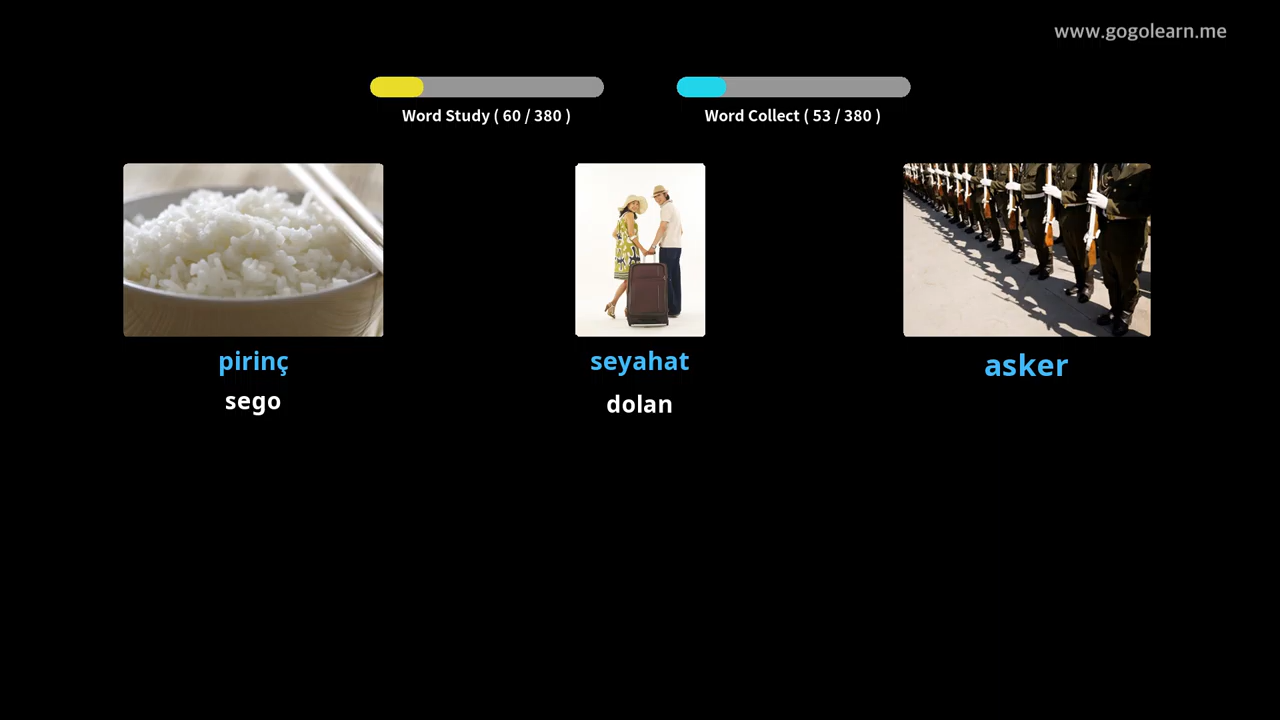 www.gogolearn.me
Word Study ( 60 / 380 )
Word Collect ( 53 / 380 )
pirinç
sego
seyahat
dolan
asker